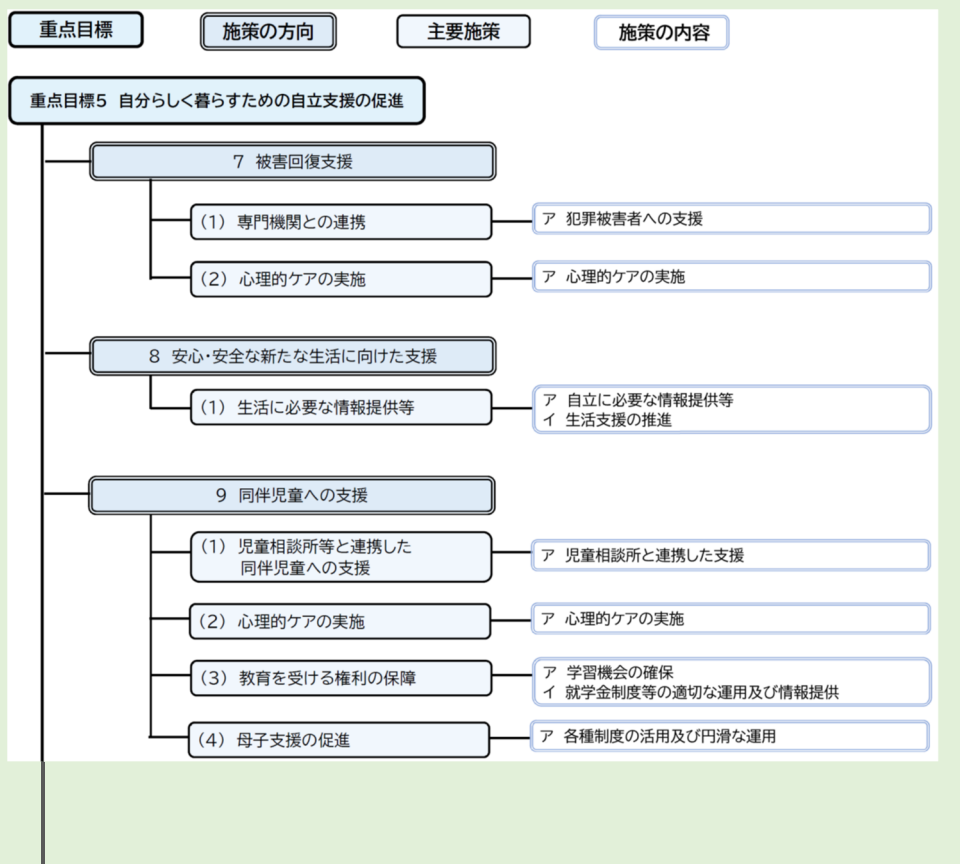 重点目標
施策の方向
主要施策
施策の内容
重点目標5 自分らしく暮らすための自立支援の促進
7 被害回復支援
(1) 専門機関との連携
ア 犯罪被害者への支援
(2) 心理的ケアの実施
ア 心理的ケアの実施
8 安心・安全な新たな生活に向けた支援
(1) 生活に必要な情報提供等
ア 自立に必要な情報提供等
イ 生活支援の推進
9 同伴児童への支援
(1) 児童相談所等と連携した
同伴児童への支援
ア 児童相談所と連携した支援
(2) 心理的ケアの実施
ア 心理的ケアの実施
(3) 教育を受ける権利の保障
ア 学習機会の確保
イ 就学金制度等の適切な運用及び情報提供
(4) 母子支援の促進
ア 各種制度の活用及び円滑な運用